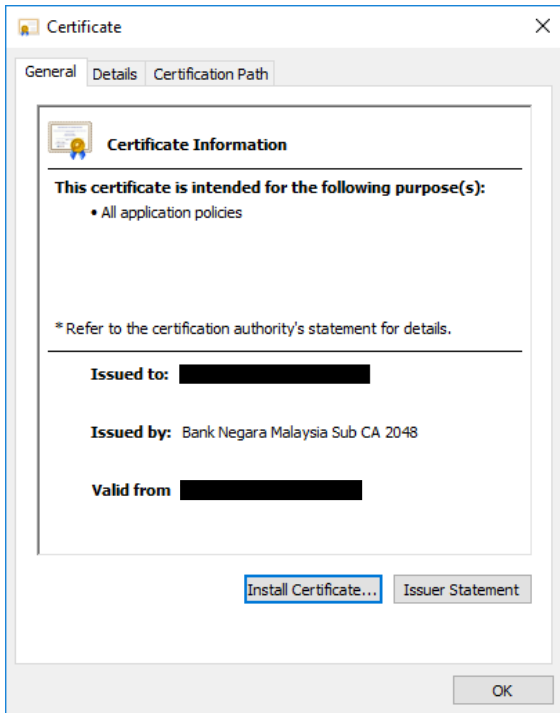 Certificate
General
Details
Certification Path
Certificate Information
This certificate is intended for the following purpose(s):
• All application policies
* Refer to the certification authority's statement for details.
Issued to:
Issued by: Bank Negara Malaysia Sub CA 2048
Valid from
Install Certificate...
Issuer Statement
OK